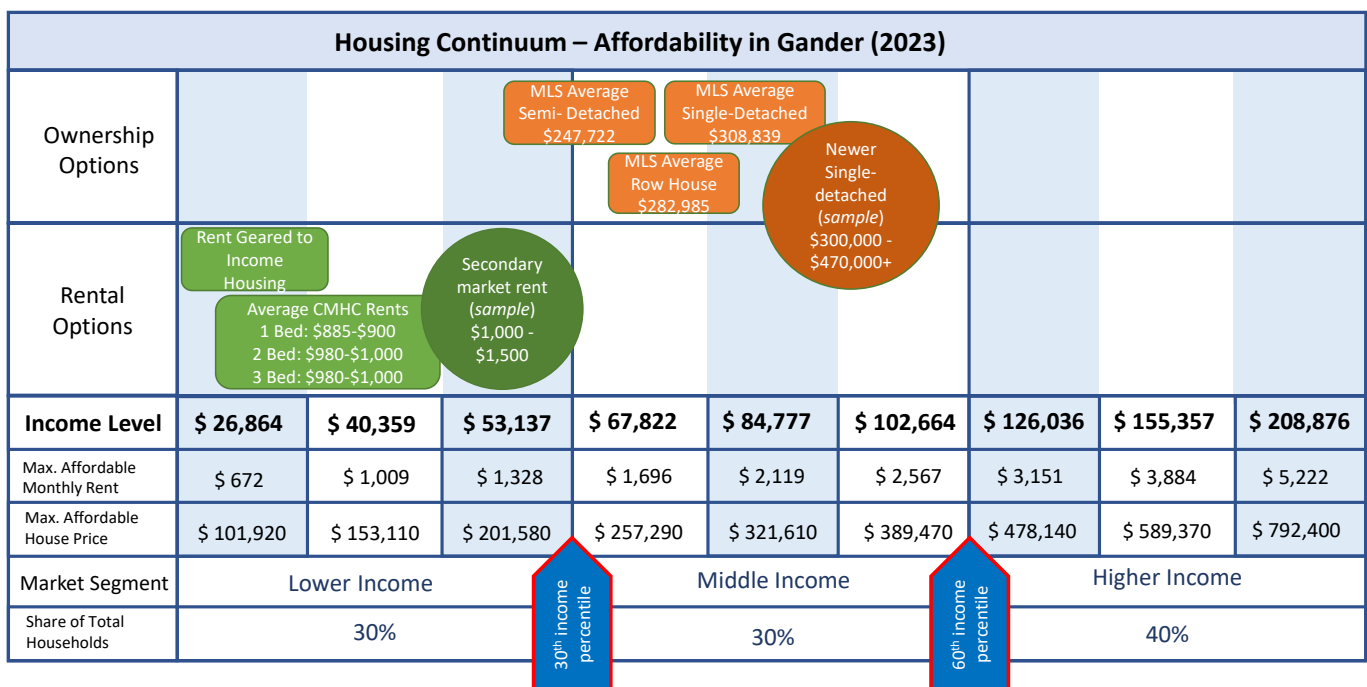 Housing Continuum – Affordability in Gander (2023)
Ownership
Options
MLS Average
Semi- Detached
$247,722
MLS Average
Single-Detached
$308,839
MLS Average
Row House
$282,985
Newer
Single-
detached
(sample)
$300,000 -
$470,000+
Rental
Options
Rent Geared to
Income
Housing
Average CMHC Rents
1 Bed: $885-$900
2 Bed: $980-$1,000
3 Bed: $980-$1,000
Secondary
market rent
(sample)
$1,000 -
$1,500
Income Level $ 26,864 $ 40,359 $ 53,137 $ 67,822 $ 84,777 $ 102,664 $ 126,036 $ 155,357 $ 208,876
Max. Affordable
Monthly Rent
$ 672 $ 1,009 $ 1,328 $ 1,696 $ 2,119 $ 2,567 $ 3,151 $ 3,884 $ 5,222
Max. Affordable
House Price
$ 101,920 $ 153,110 $ 201,580 $ 257,290 $ 321,610 $ 389,470 $ 478,140 $ 589,370 $ 792,400
Market Segment Lower Income Middle Income Higher Income
Share of Total
Households
30% 30% 40%
30th income
percentile
60th income
percentile